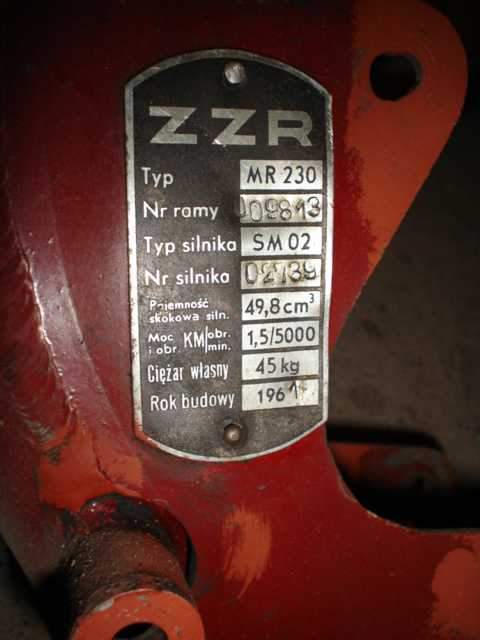 ZZR
Typ MR 230
Nr ramy 009813
Typ silnika SM 02
Nr silnika 02739
Pojemność skokowa siln. 49,8 cm³
Moc i obr. KM/obr. min. 1,5/5000
Ciężar własny 45 kg
Rok budowy 1961